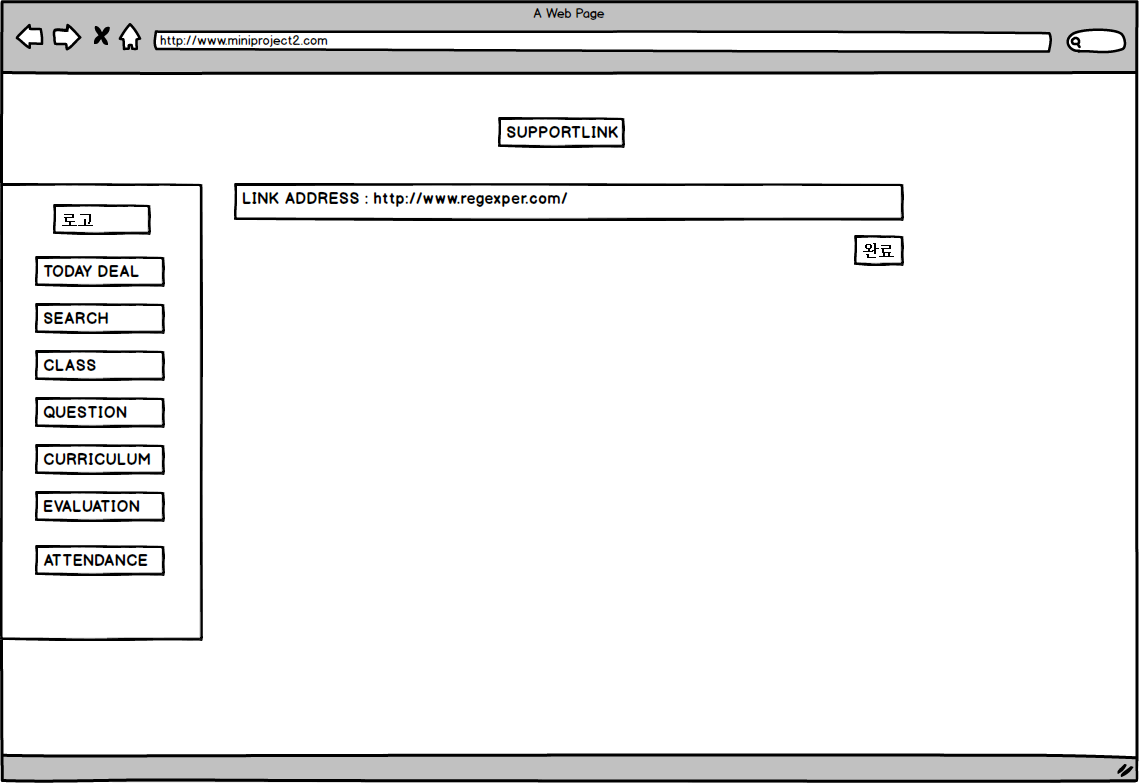 A Web Page
http://www.miniproject2.com
SUPPORTLINK
로고
TODAY DEAL
SEARCH
CLASS
QUESTION
CURRICULUM
EVALUATION
ATTENDANCE
LINK ADDRESS : http://www.regexper.com/
완료